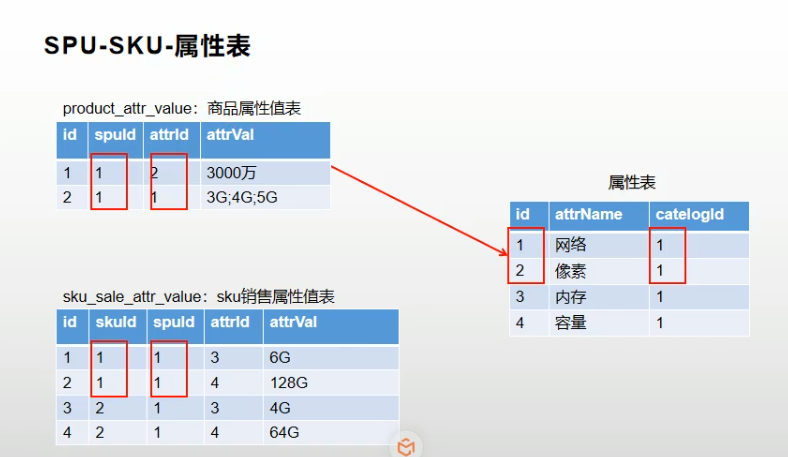 SPU-SKU-属性表
product_attr_value：商品属性值表
id spuId attrId attrVal
1 1 2 3000万
2 1 1 3G;4G;5G
属性表
id attrName catelogId
1 网络 1
2 像素 1
3 内存 1
4 容量 1
sku_sale_attr_value：sku销售属性值表
id skuId spuId attrId attrVal
1 1 1 3 6G
2 1 1 4 128G
3 2 1 3 4G
4 2 1 4 64G